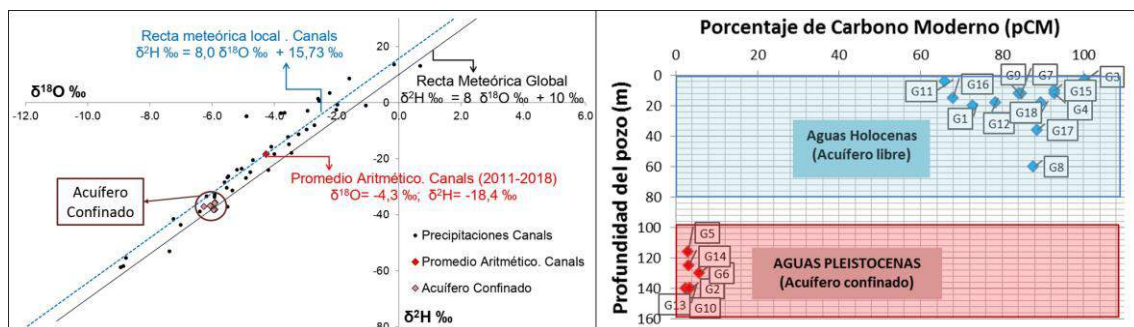 Recta meteórica local . Canals
δ²H ‰ = 8,0 δ¹⁸O ‰ + 15,73
20
δ¹⁸O ‰
Recta Meteórica Global
δ²H ‰ = 8 δ¹⁸O ‰ + 10 ‰
0
-12.0
-10.0
-8.0
-6.0
-4.0
-2.0
0.0
2.0
4.0
6.0
-20
Acuífero
Confinado
Promedio Aritmético. Canals (2011-2018)
δ¹⁸O= -4,3 ‰; δ²H= -18,4 ‰
-40
Precipitaciones Canals
Promedio Aritmético. Canals
-60
Acuífero Confinado
δ²H ‰
-80
Porcentaje de Carbono Moderno (pCM)
0 20 40 60 80 100
Profundidad del pozo (m)
0
20
40
60
80
100
120
140
160
G9
G7
G3
G16
G11
G15
G1
G12
G18
G4
G17
G8
Aguas Holocenas
(Acuífero libre)
G5
G14
G6
G2
G13
G10
AGUAS PLEISTOCENAS
(Acuífero confinado)